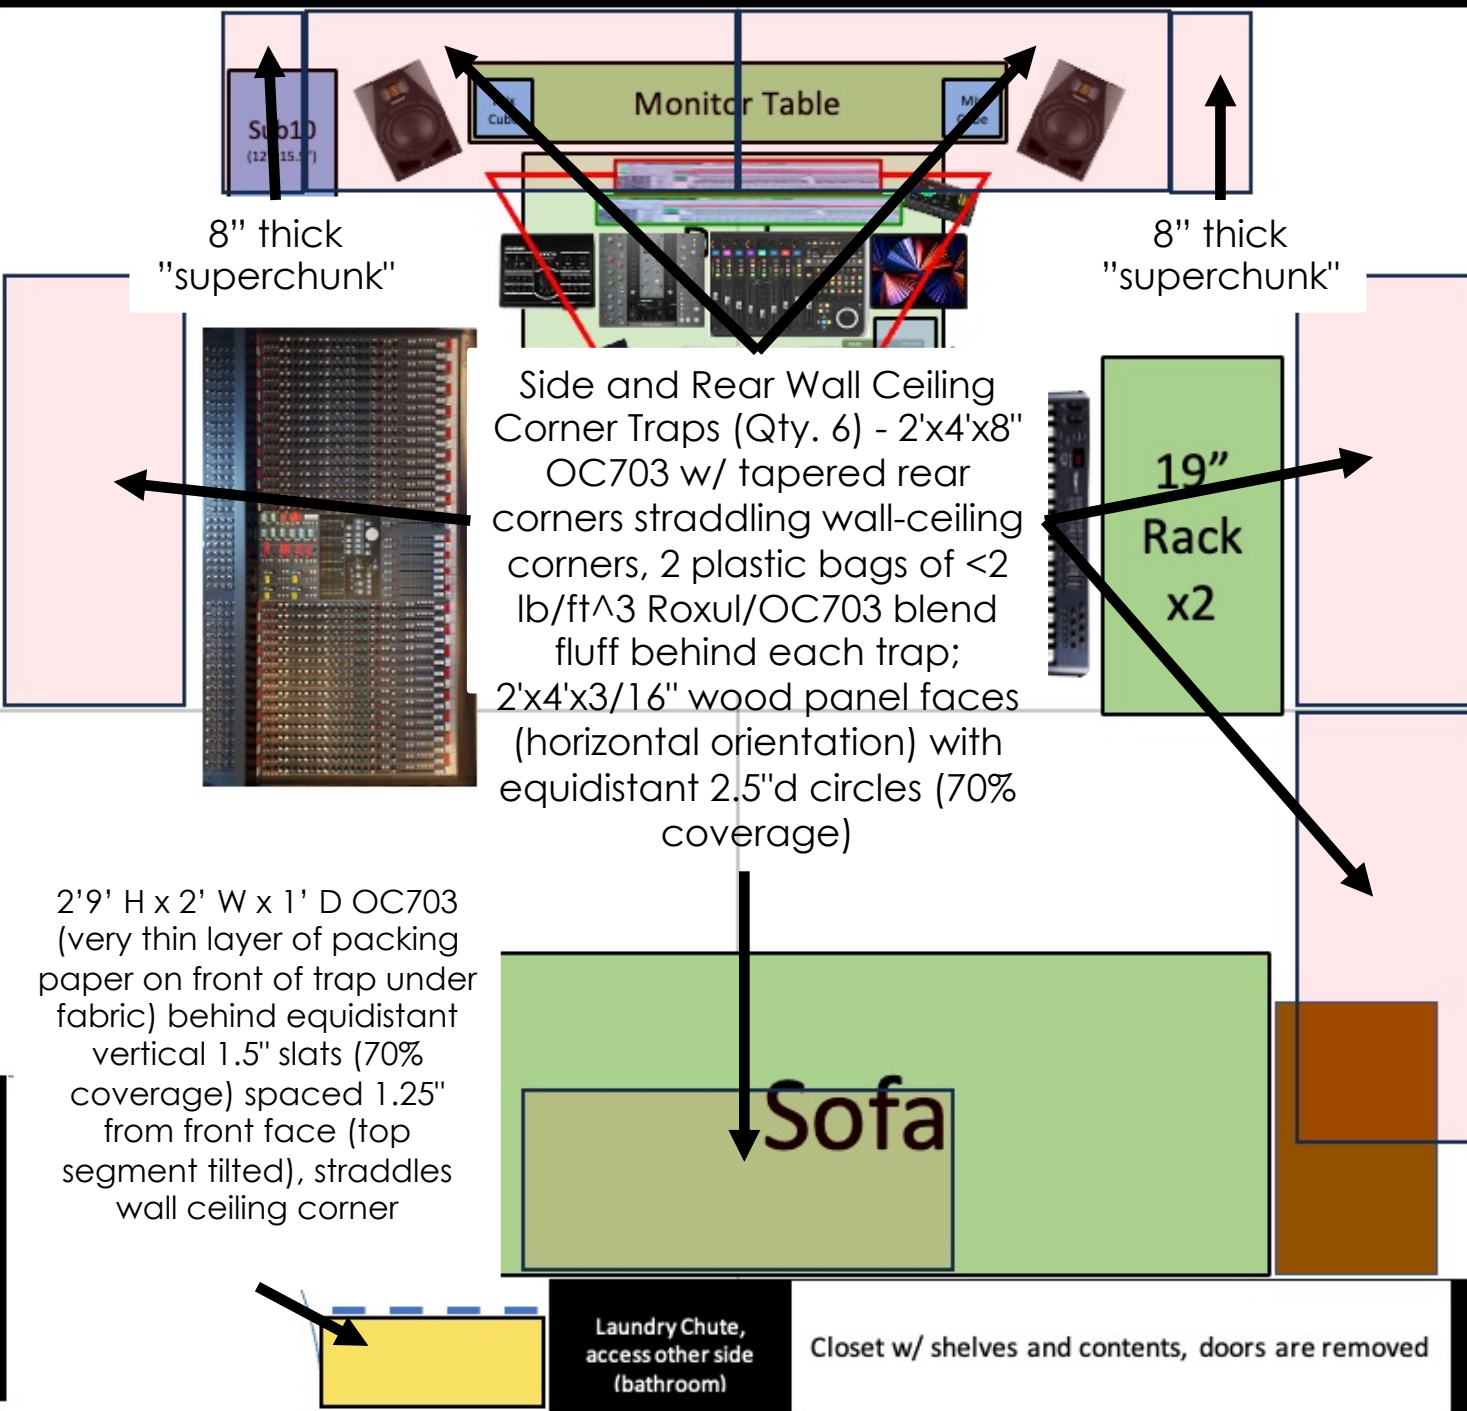 Monitor Table
Mix
Cube
Sub10
8” thick
”superchunk"
8” thick
”superchunk"
Side and Rear Wall Ceiling
Corner Traps (Qty. 6) - 2'x4'x8"
OC703 w/ tapered rear
corners straddling wall-ceiling
corners, 2 plastic bags of <2
lb/ft^3 Roxul/OC703 blend
fluff behind each trap;
2'x4'x3/16" wood panel faces
(horizontal orientation) with
equidistant 2.5"d circles (70%
coverage)
19”
Rack
x2
2’9’ H x 2’ W x 1’ D OC703
(very thin layer of packing
paper on front of trap under
fabric) behind equidistant
vertical 1.5" slats (70%
coverage) spaced 1.25"
from front face (top
segment tilted), straddles
wall ceiling corner
Sofa
Laundry Chute,
access other side
(bathroom)
Closet w/ shelves and contents, doors are removed